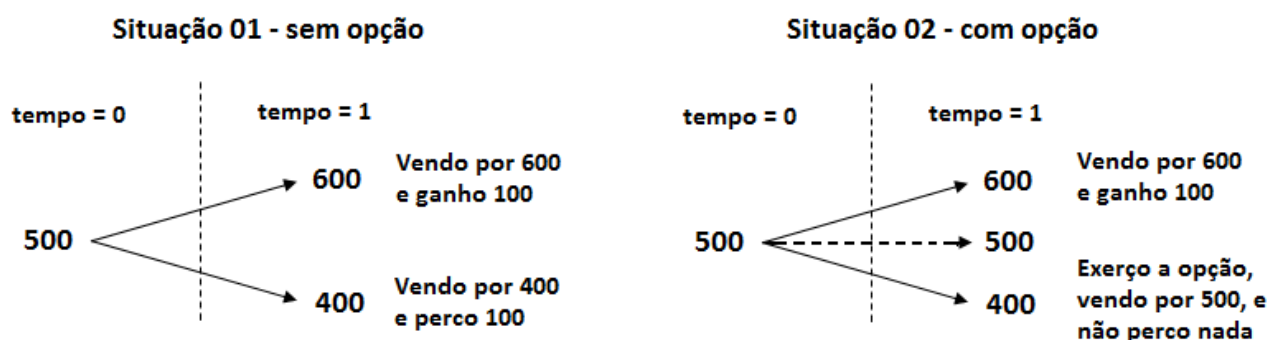 Situação 01 - sem opção
tempo = 0
tempo = 1
500
600
Vendo por 600
e ganho 100
400
Vendo por 400
e perco 100
Situação 02 - com opção
tempo = 0
tempo = 1
500
600
Vendo por 600
e ganho 100
500
400
Exerço a opção,
vendo por 500, e
não perco nada